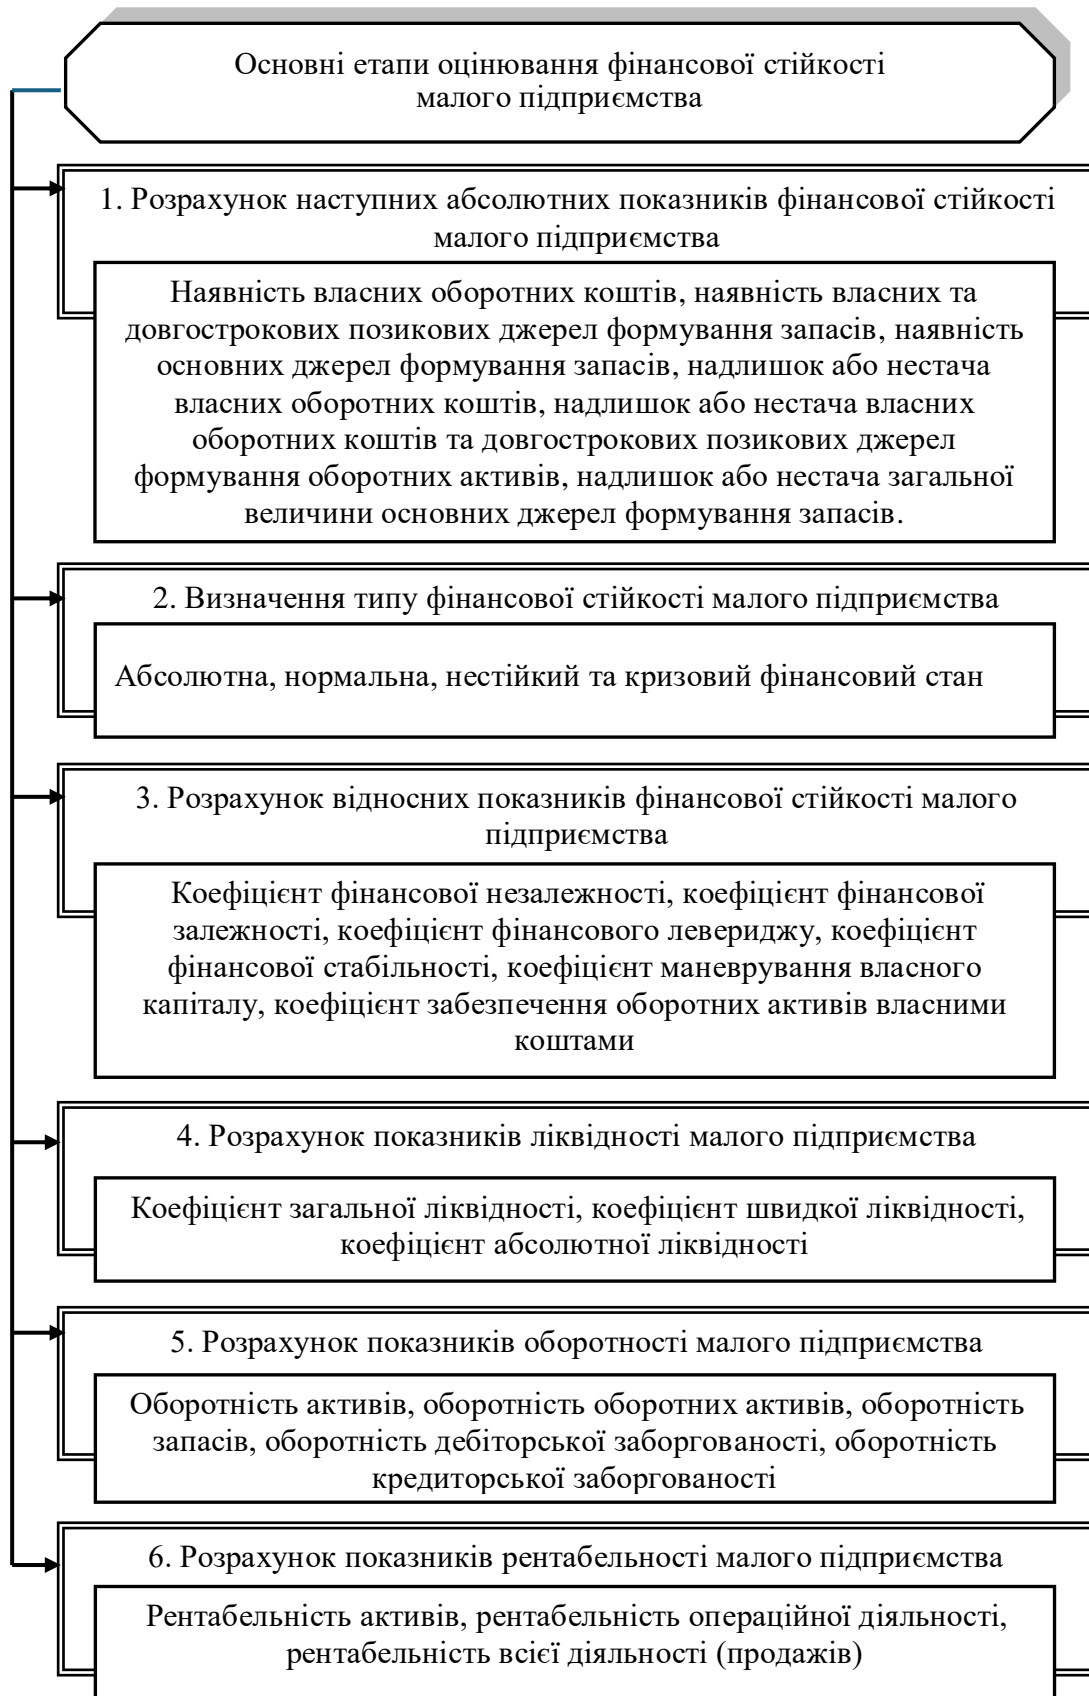 Основні етапи оцінювання фінансової стійкості
малого підприємства
1. Розрахунок наступних абсолютних показників фінансової стійкості
малого підприємства
Наявність власних оборотних коштів, наявність власних та
довгострокових позикових джерел формування запасів, наявність
основних джерел формування запасів, надлишок або нестача
власних оборотних коштів, надлишок або нестача власних
оборотних коштів та довгострокових позикових джерел
формування оборотних активів, надлишок або нестача загальної
величини основних джерел формування запасів.
2. Визначення типу фінансової стійкості малого підприємства
Абсолютна, нормальна, нестійкий та кризовий фінансовий стан
3. Розрахунок відносних показників фінансової стійкості малого
підприємства
Коефіцієнт фінансової незалежності, коефіцієнт фінансової
залежності, коефіцієнт фінансового левериджу, коефіцієнт
фінансової стабільності, коефіцієнт маневрування власного
капіталу, коефіцієнт забезпечення оборотних активів власними
коштами
4. Розрахунок показників ліквідності малого підприємства
Коефіцієнт загальної ліквідності, коефіцієнт швидкої ліквідності,
коефіцієнт абсолютної ліквідності
5. Розрахунок показників оборотності малого підприємства
Оборотність активів, оборотність оборотних активів, оборотність
запасів, оборотність дебіторської заборгованості, оборотність
кредиторської заборгованості
6. Розрахунок показників рентабельності малого підприємства
Рентабельність активів, рентабельність операційної діяльності,
рентабельність всієї діяльності (продажів)